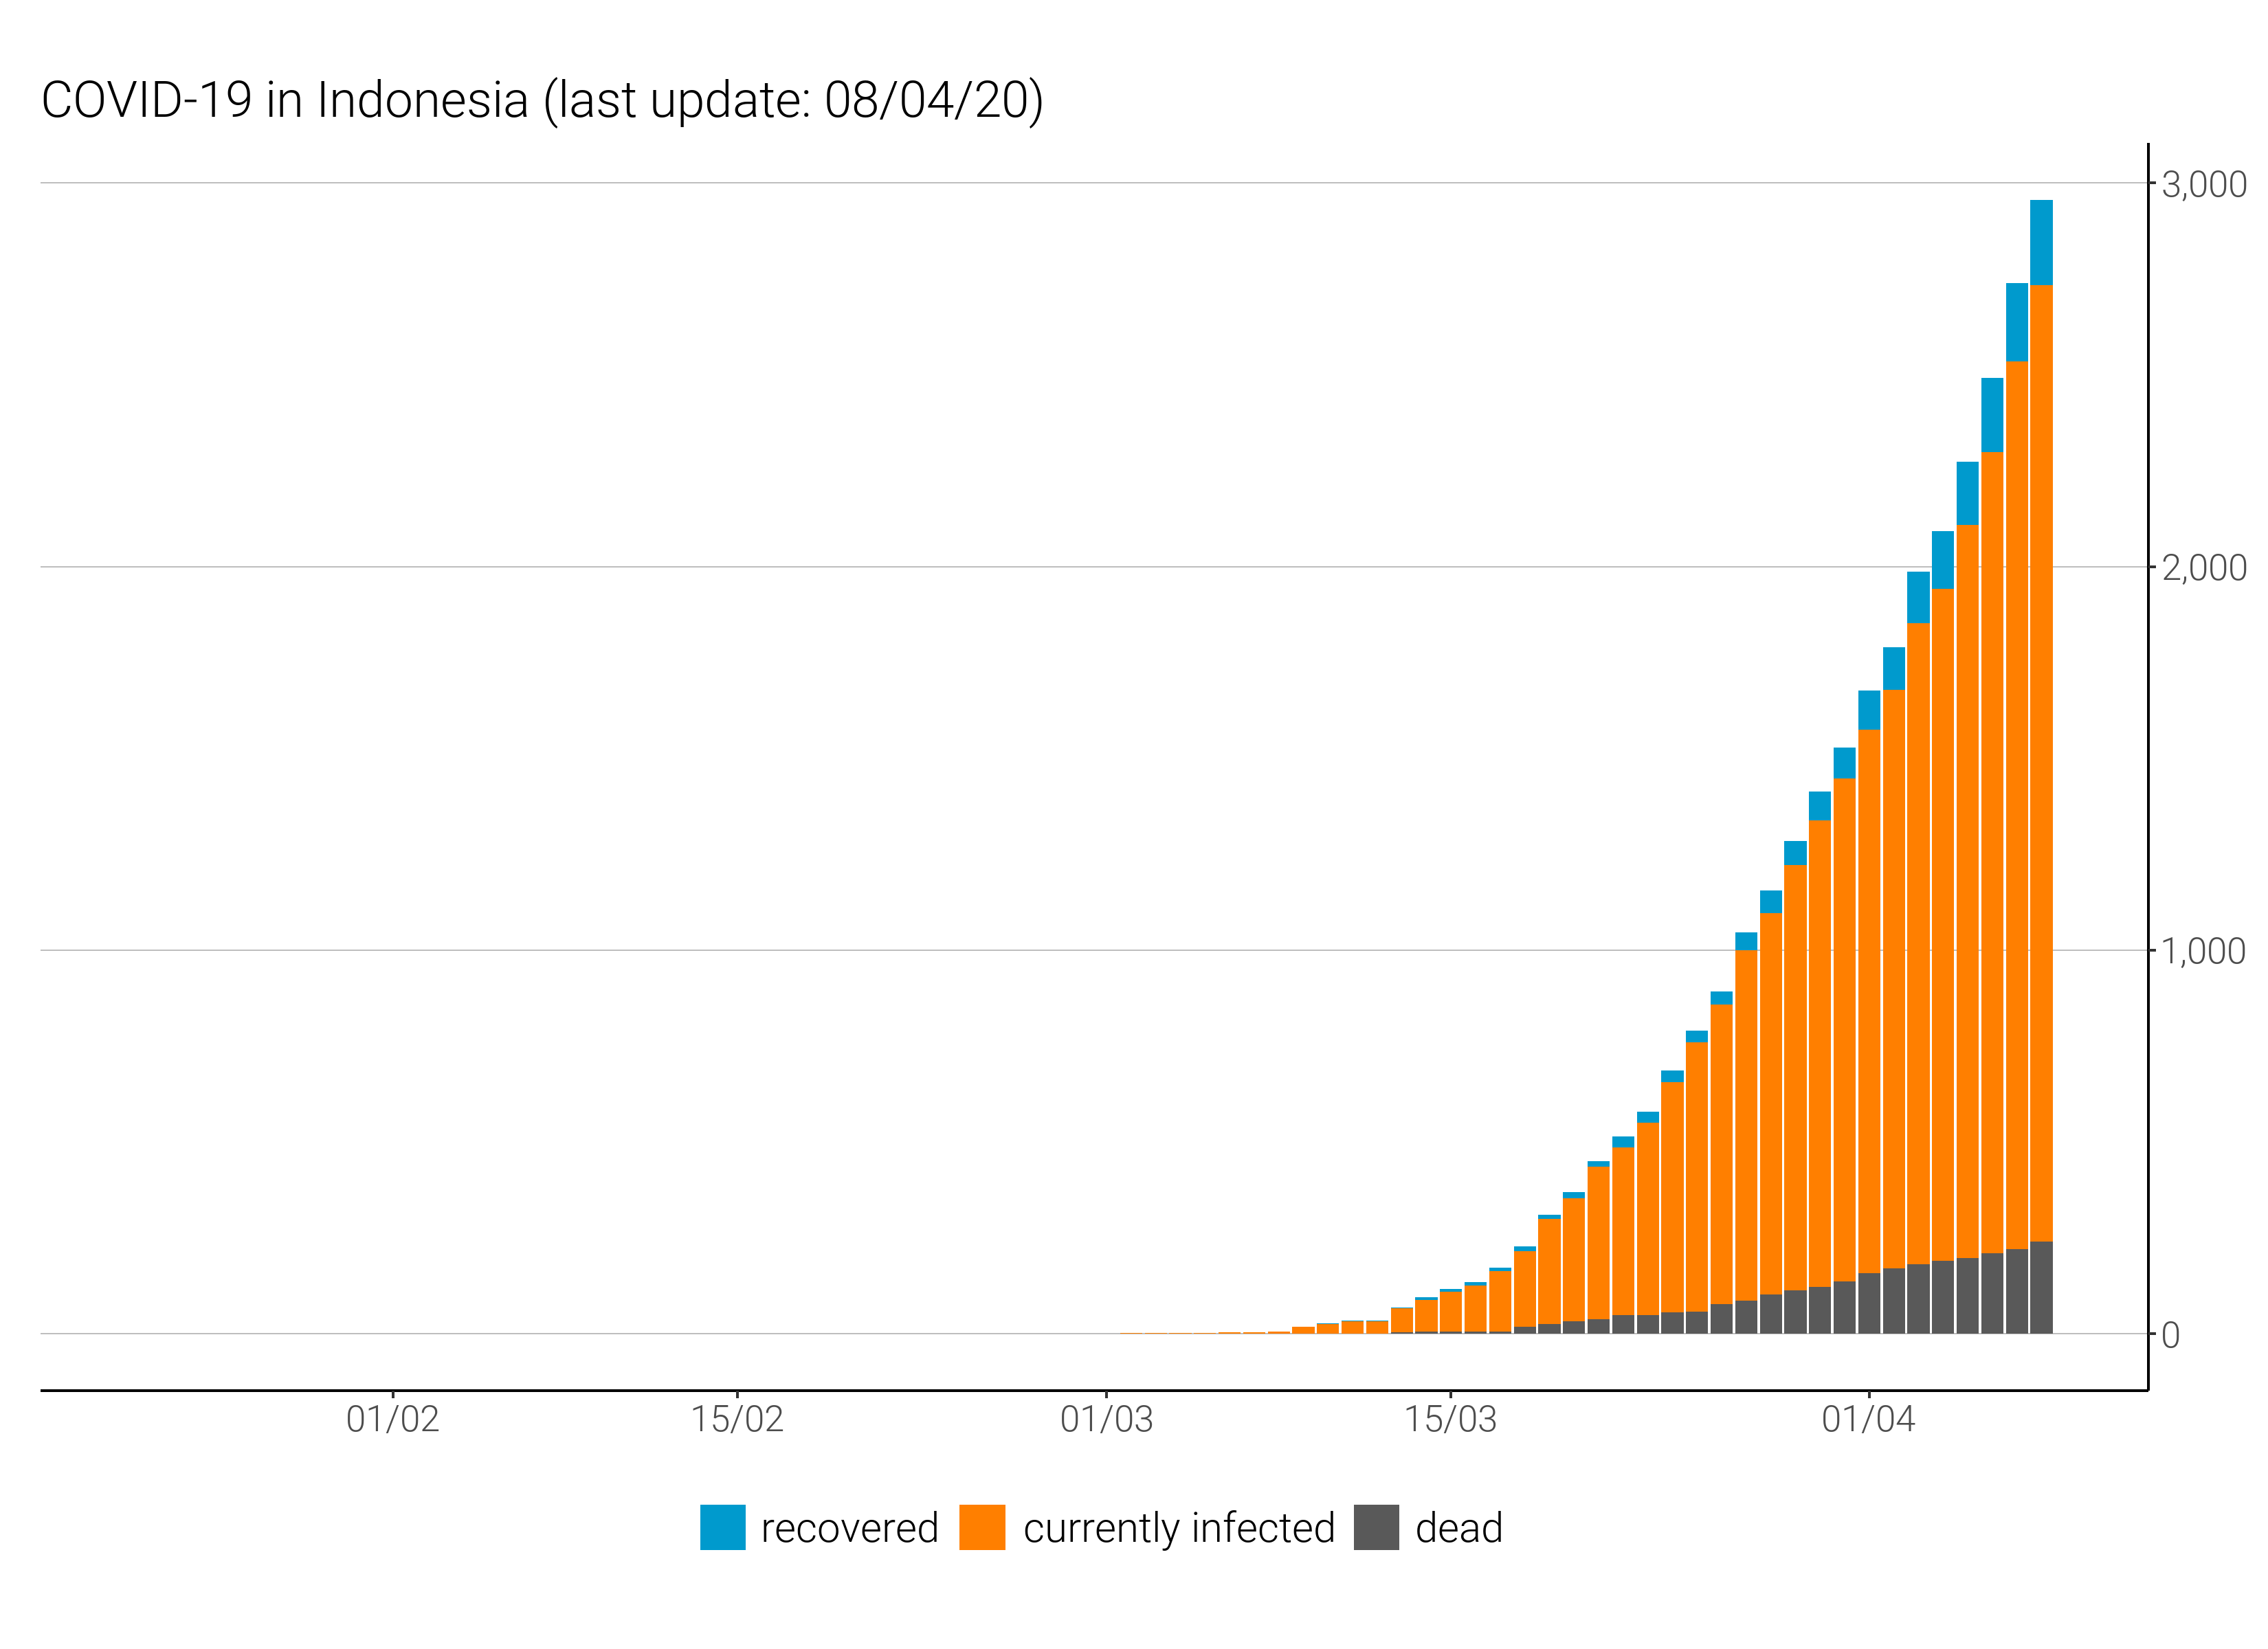 COVID-19 in Indonesia (last update: 08/04/20)
3,000
2,000
1,000
0
01/02 15/02 01/03 15/03 01/04
recovered currently infected dead